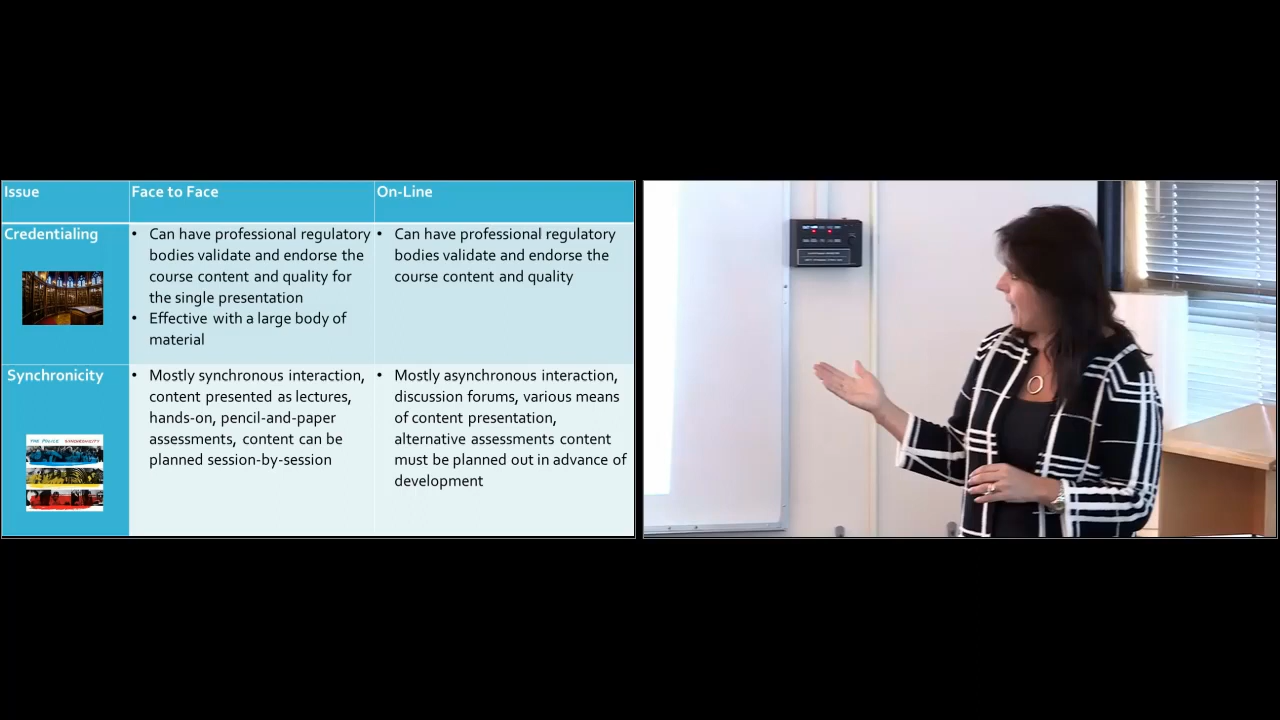 Issue
Face to Face
On-Line
Credentialing
• Can have professional regulatory
bodies validate and endorse the
course content and quality for
the single presentation
• Effective with a large body of
material
• Can have professional regulatory
bodies validate and endorse the
course content and quality
Synchronicity
THE POLICE SYNCHRONICITY
• Mostly synchronous interaction,
content presented as lectures,
hands-on, pencil-and-paper
assessments, content can be
planned session-by-session
• Mostly asynchronous interaction,
discussion forums, various means
of content presentation,
alternative assessments content
must be planned out in advance of
development